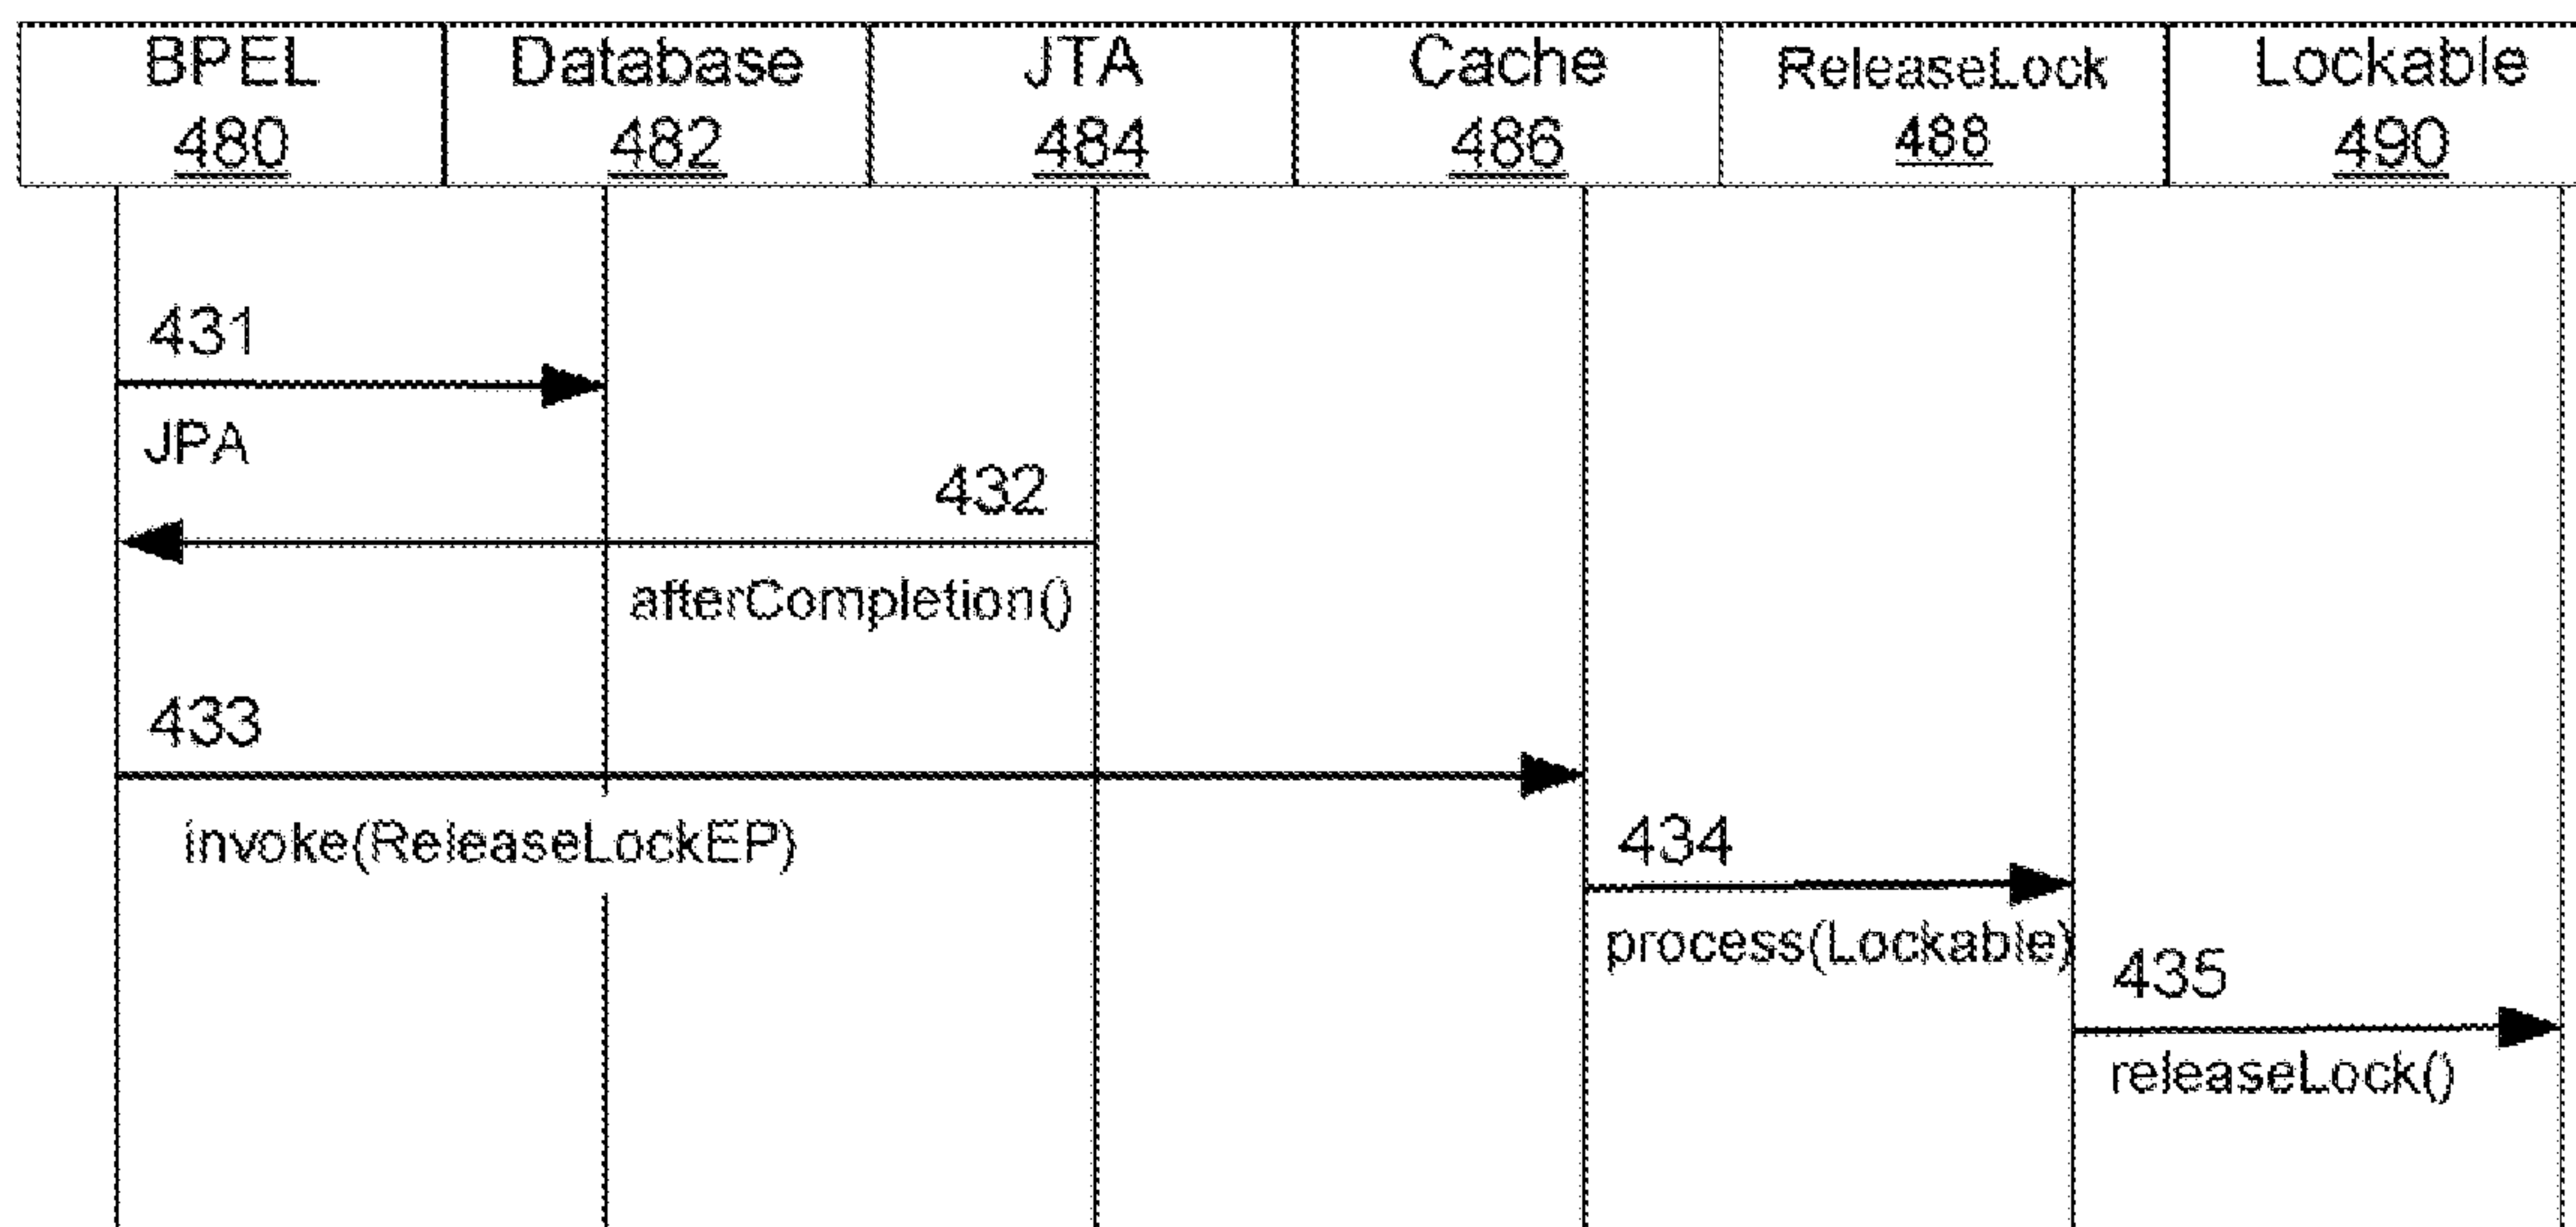 BPEL
480
Database
482
JTA
484
Cache
486
ReleaseLock
488
Lockable
490
431
JPA
432
afterCompletion()
433
invoke(ReleaseLockEP)
434
process(Lockable)
435
releaseLock()